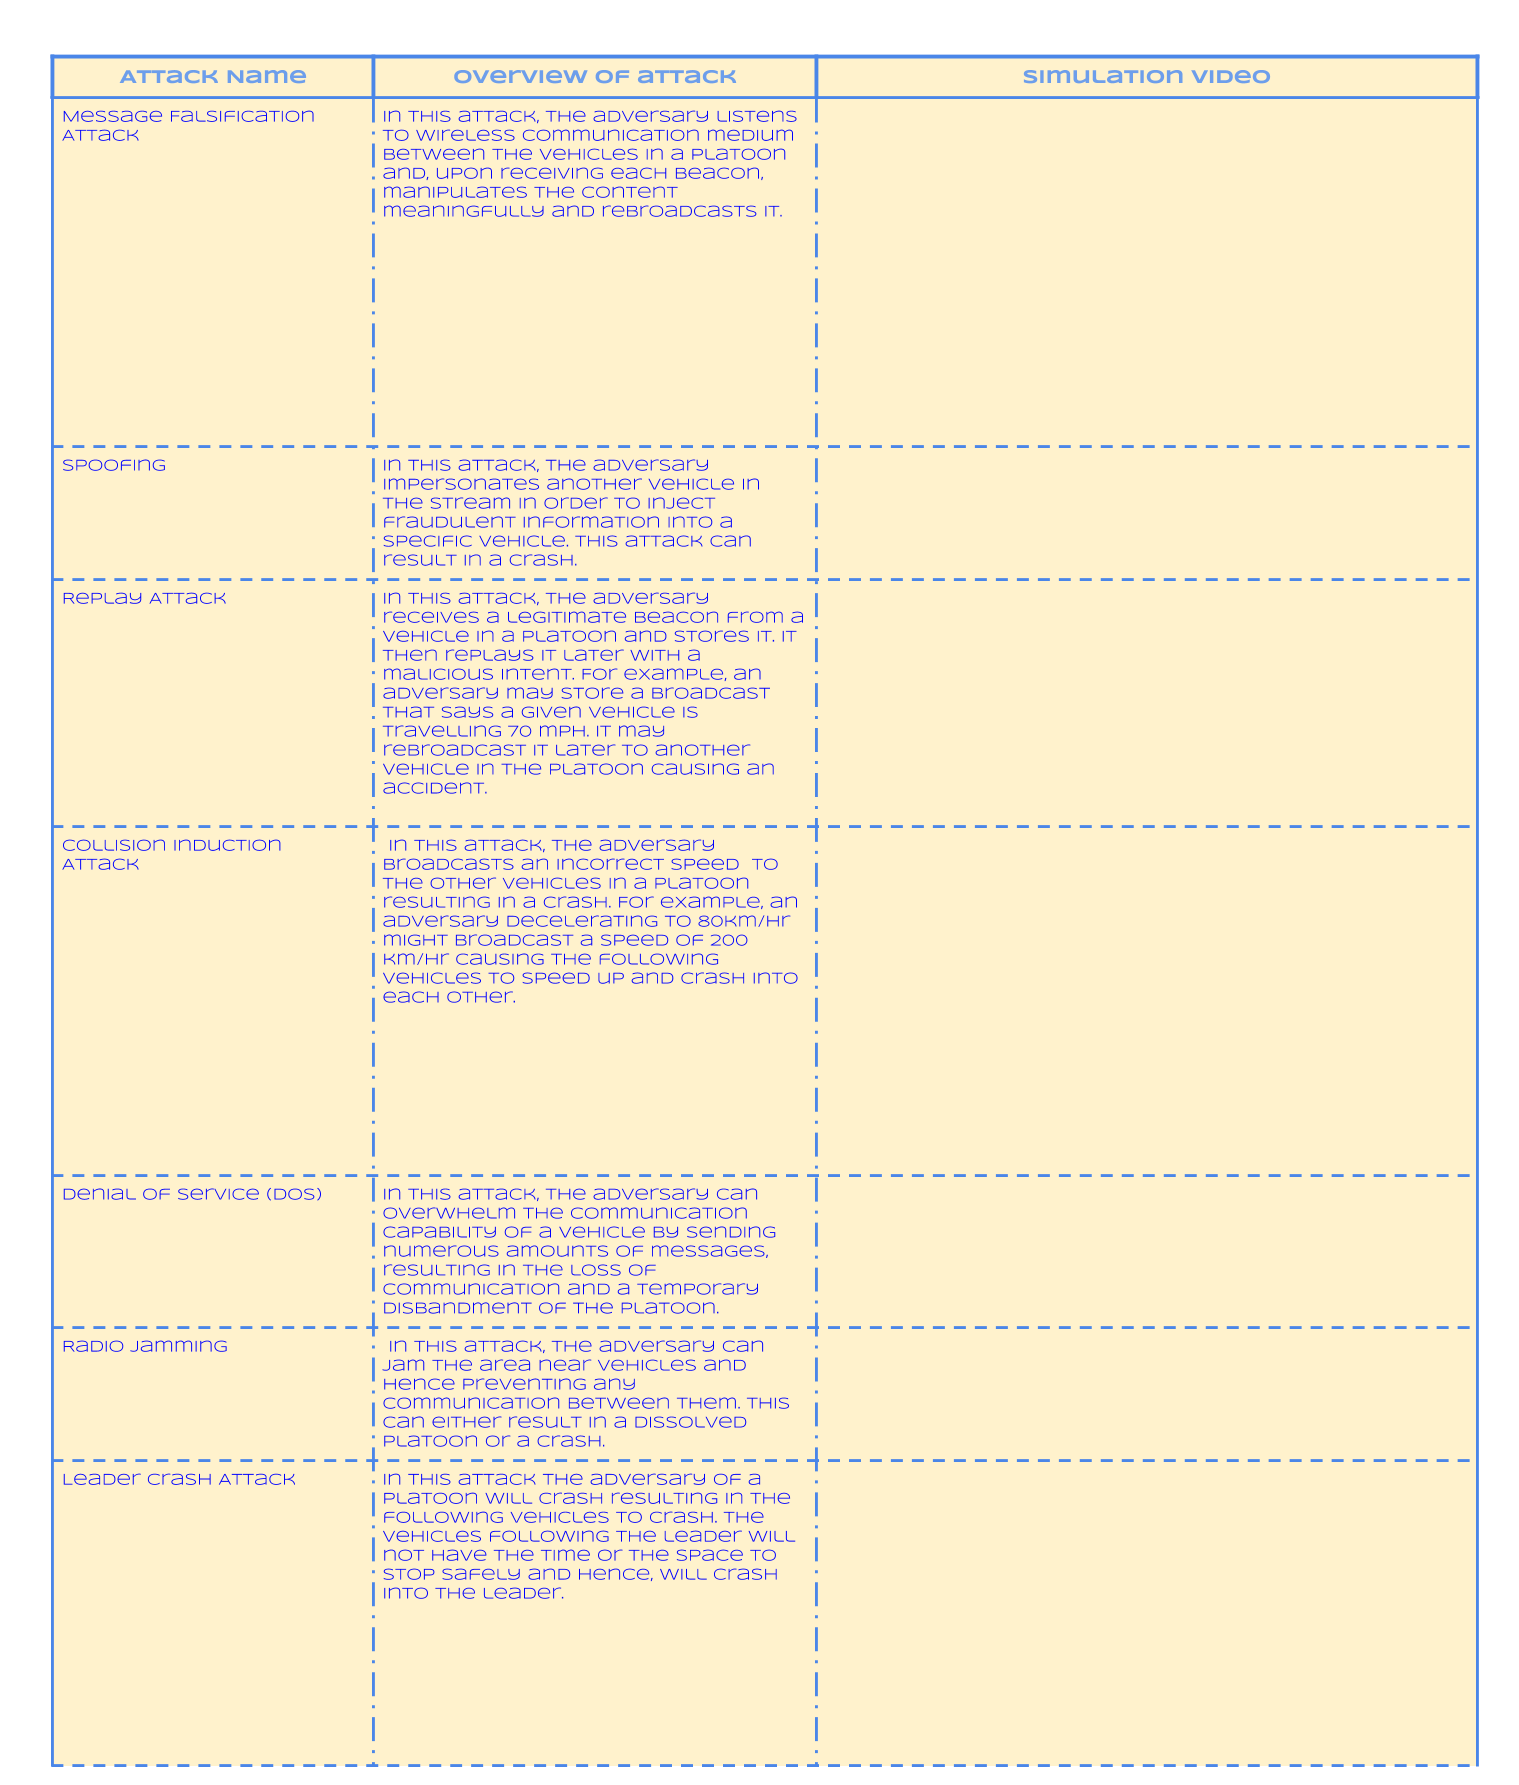 Attack Name
Overview of attack
Simulation Video
Message Falsification
Attack
In this attack, the adversary listens
to wireless communication medium
between the vehicles in a platoon
and, upon receiving each beacon,
manipulates the content
meaningfully and rebroadcasts it.
Spoofing
In this attack, the adversary
impersonates another vehicle in
the stream in order to inject
fraudulent information into a
specific vehicle. This attack can
result in a crash.
Replay Attack
In this attack, the adversary
receives a legitimate beacon from a
vehicle in a platoon and stores it. It
then replays it later with a
malicious intent. For example, an
adversary may store a broadcast
that says a given vehicle is
travelling 70 mph. It may
rebroadcast it later to another
vehicle in the platoon causing an
accident.
Collision Induction
Attack
In this attack, the adversary
broadcasts an incorrect speed to
the other vehicles in a platoon
resulting in a crash. For example, an
adversary decelerating to 80km/hr
might broadcast a speed of 200
km/hr causing the following
vehicles to speed up and crash into
each other.
Denial of Service (DoS)
In this attack, the adversary can
overwhelm the communication
capability of a vehicle by sending
numerous amounts of messages,
resulting in the loss of
communication and a temporary
disbandment of the platoon.
Radio Jamming
In this attack, the adversary can
jam the area near vehicles and
hence preventing any
communication between them. This
can either result in a dissolved
platoon or a crash.
Leader Crash Attack
In this attack the adversary of a
platoon will crash resulting in the
following vehicles to crash. The
vehicles following the leader will
not have the time or the space to
stop safely and hence, will crash
into the leader.